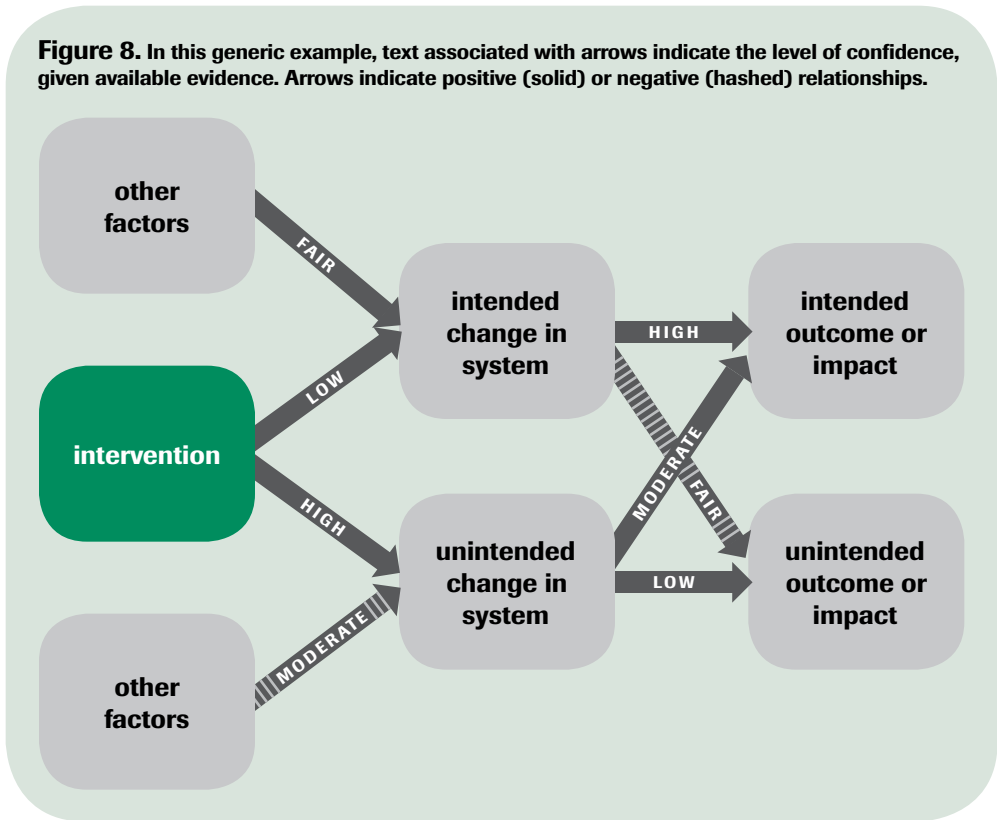 Figure 8. In this generic example, text associated with arrows indicate the level of confidence,
given available evidence. Arrows indicate positive (solid) or negative (hashed) relationships.
other
factors
FAIR
intended
change in
system
HIGH
intended
outcome or
impact
LOW
intervention
HIGH
MODERATE
FAIR
unintended
change in
system
LOW
unintended
outcome or
impact
MODERATE
other
factors